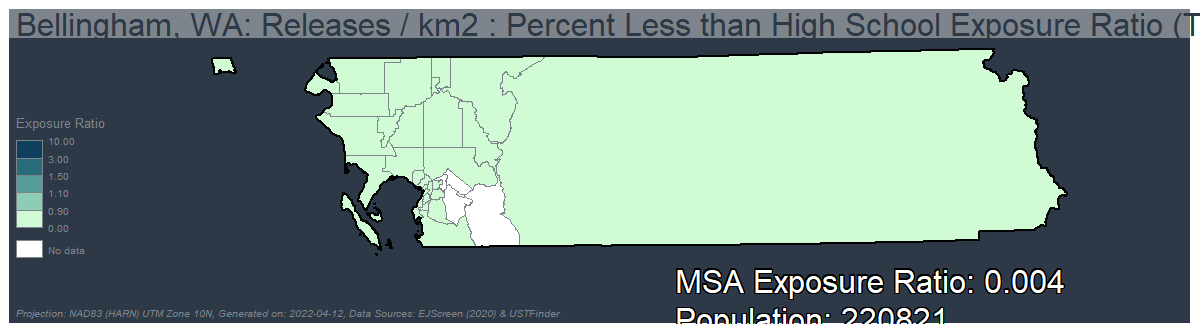 Bellingham, WA: Releases / km2 : Percent Less than High School Exposure Ratio (T
Exposure Ratio
10.00
3.00
1.50
1.10
0.90
0.00
No data
MSA Exposure Ratio: 0.004
Population: 220821
Projection: NAD83 (HARN) UTM Zone 10N, Generated on: 2022-04-12, Data Sources: EJScreen (2020) & USTFinder